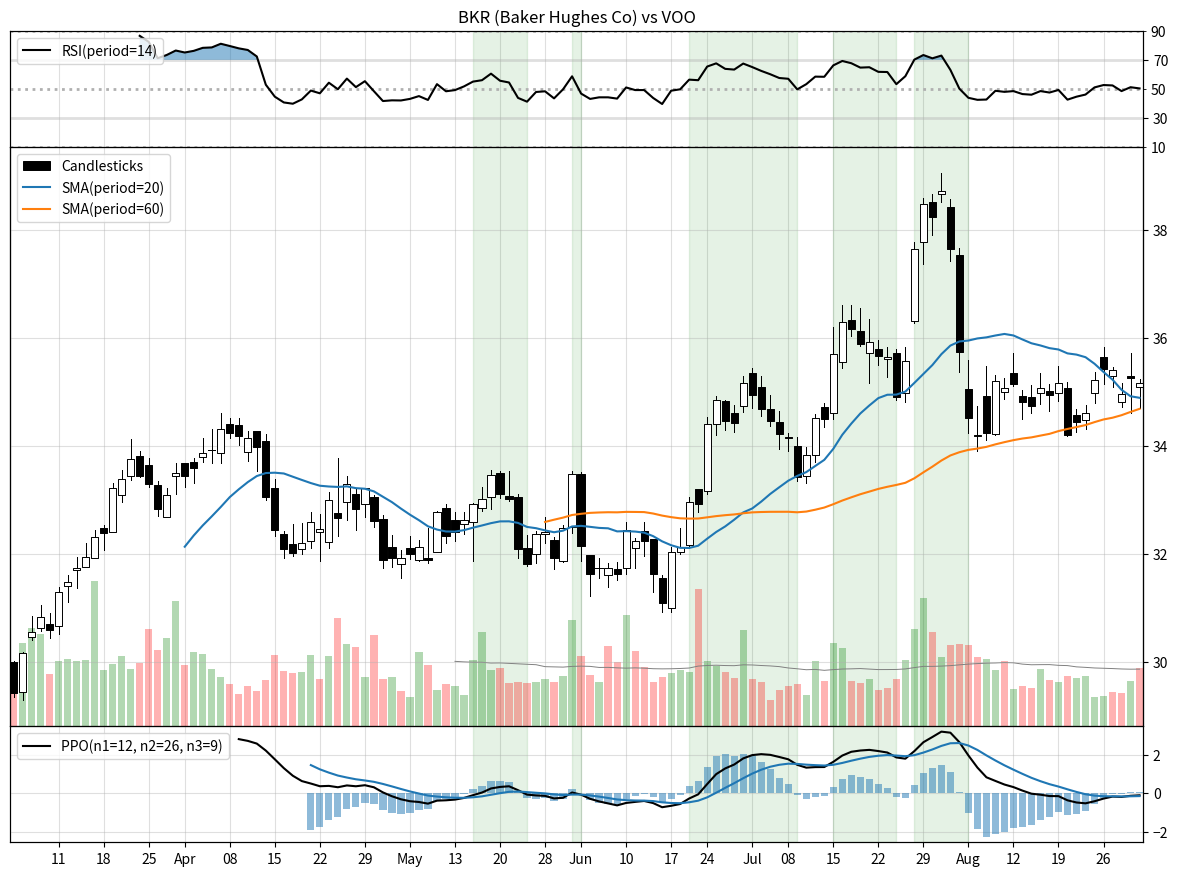 BKR (Baker Hughes Co) vs VOO
RSI(period=14)
90
70
50
30
10
Candlesticks
SMA(period=20)
SMA(period=60)
38
36
34
32
30
PPO(n1=12, n2=26, n3=9)
2
0
−2
11 18 25 Apr 08 15 22 29 May 13 20 28 Jun 10 17 24 Jul 08 15 22 29 Aug 12 19 26